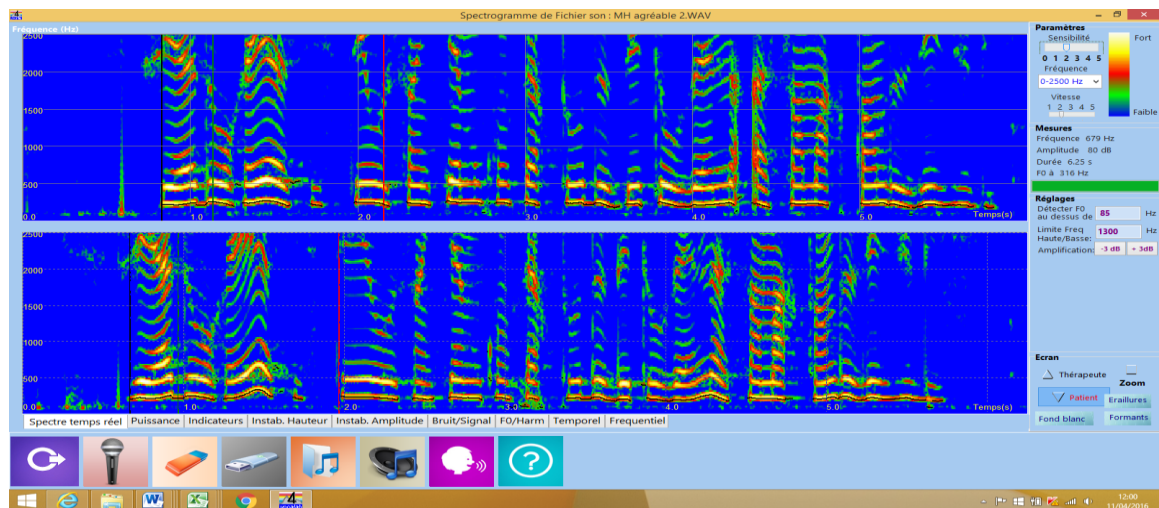 Spectrogramme de Fichier son : MH agréable 2.WAV
Fréquence (Hz)
2500
2000
1500
1000
500
0.0
1.0
2.0
3.0
4.0
5.0
Temps(s)
2500
2000
1500
1000
500
0.0
1.0
2.0
3.0
4.0
5.0
Temps(s)
Paramètres
Sensibilité
0 1 2 3 4 5
Fréquence
0-2500 Hz
Vitesse
1 2 3 4 5
Fort
Faible
Mesures
Fréquence 679 Hz
Amplitude 80 dB
Durée 6.25 s
F0 à 316 Hz
Réglages
Détecter F0
au dessus de 85 Hz
Limite Freq
Haute/Basse: 1300 Hz
Amplification: -3 dB + 3dB
Ecran
Thérapeute
Zoom
Patient
Eraillures
Fond blanc
Formants
Spectre temps réel Puissance Indicateurs Instab. Hauteur Instab. Amplitude Bruit/Signal F0/Harm Temporel Frequentiel
12:00
11/04/2016